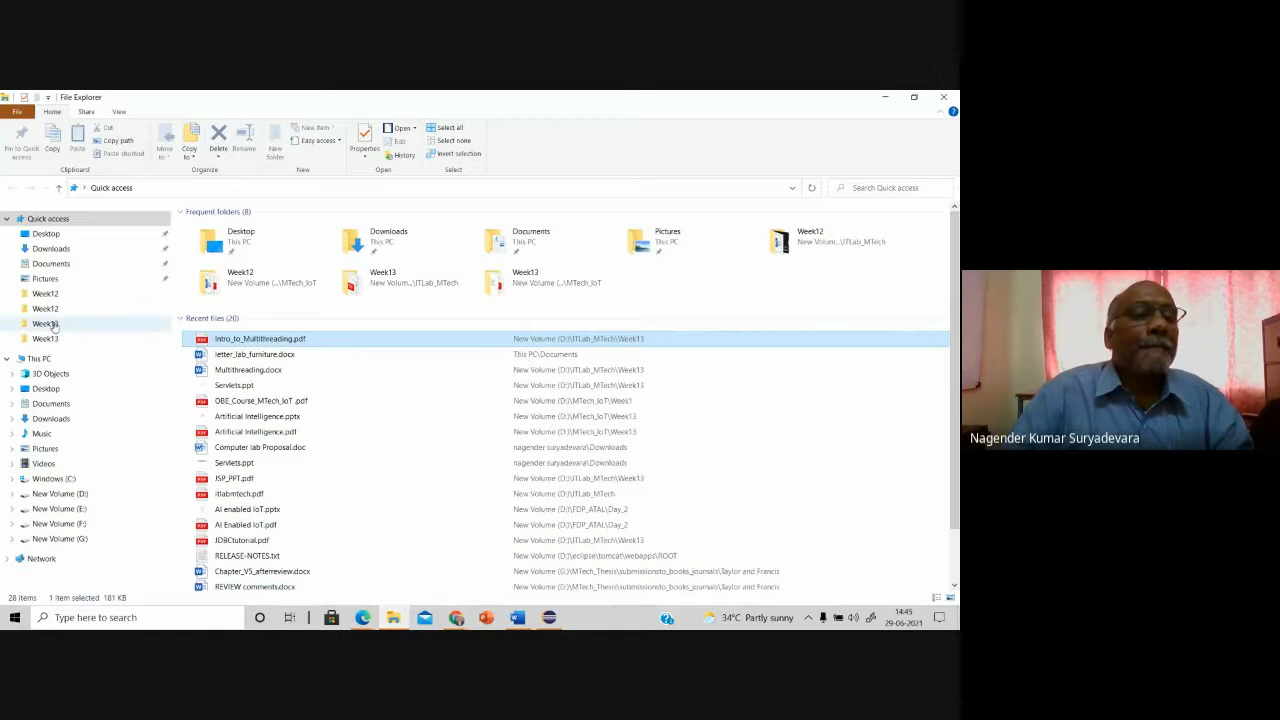 File Explorer
File Home Share View
Pin to Quick access
Copy
Paste
Cut
Copy path
Paste shortcut
Move to
Copy to
Delete
Rename
New folder
New item
Easy access
Properties
Open
Edit
History
Select all
Select none
Invert selection
Clipboard Organize New Open Select
Quick access Search Quick access
Quick access
Desktop
Downloads
Documents
Pictures
Week12
Week12
Week13
Week13
This PC
3D Objects
Desktop
Documents
Downloads
Music
Pictures
Videos
Windows (C:)
New Volume (D:)
New Volume (E:)
New Volume (F:)
New Volume (G:)
Network
Frequent folders (8)
Desktop
This PC
Downloads
This PC
Documents
This PC
Pictures
This PC
Week12
New Volum...\ITLab_MTech
Week12
New Volume (...\MTech_IoT
Week13
New Volum...\ITLab_MTech
Week13
New Volume (...\MTech_IoT
Recent files (20)
Intro_to_Multithreading.pdf New Volume (D:)\ITLab_MTech\Week13
letter_lab_furniture.docx This PC\Documents
Multithreading.docx New Volume (D:)\ITLab_MTech\Week13
Servlets.ppt New Volume (D:)\ITLab_MTech\Week13
OBE_Course_MTech_IoT .pdf New Volume (D:)\MTech_IoT\Week1
Artificial Intelligence.pptx New Volume (D:)\MTech_IoT\Week13
Artificial Intelligence.pdf New Volume (D:)\MTech_IoT\Week13
Computer lab Proposal.doc nagender suryadevara\Downloads
Servlets.ppt nagender suryadevara\Downloads
JSP_PPT.pdf New Volume (D:)\ITLab_MTech\Week13
itlabmtech.pdf New Volume (D:)\ITLab_MTech
AI enabled IoT.pptx New Volume (D:)\FDP_ATAL\Day_2
AI Enabled IoT.pdf New Volume (D:)\FDP_ATAL\Day_2
JDBCtutorial.pdf New Volume (D:)\ITLab_MTech\Week13
RELEASE-NOTES.txt New Volume (D:)\eclipse\tomcat\webapps\ROOT
Chapter_V5_afterreview.docx New Volume (G:)\MTech_Thesis\submissionsto_books_journals\Taylor and Francis
REVIEW comments.docx New Volume (G:)\MTech_Thesis\submissionsto_books_journals\Taylor and Francis
28 items 1 item selected 181 KB
Type here to search
34°C Partly sunny
14:45
29-06-2021
Nagender Kumar Suryadevara